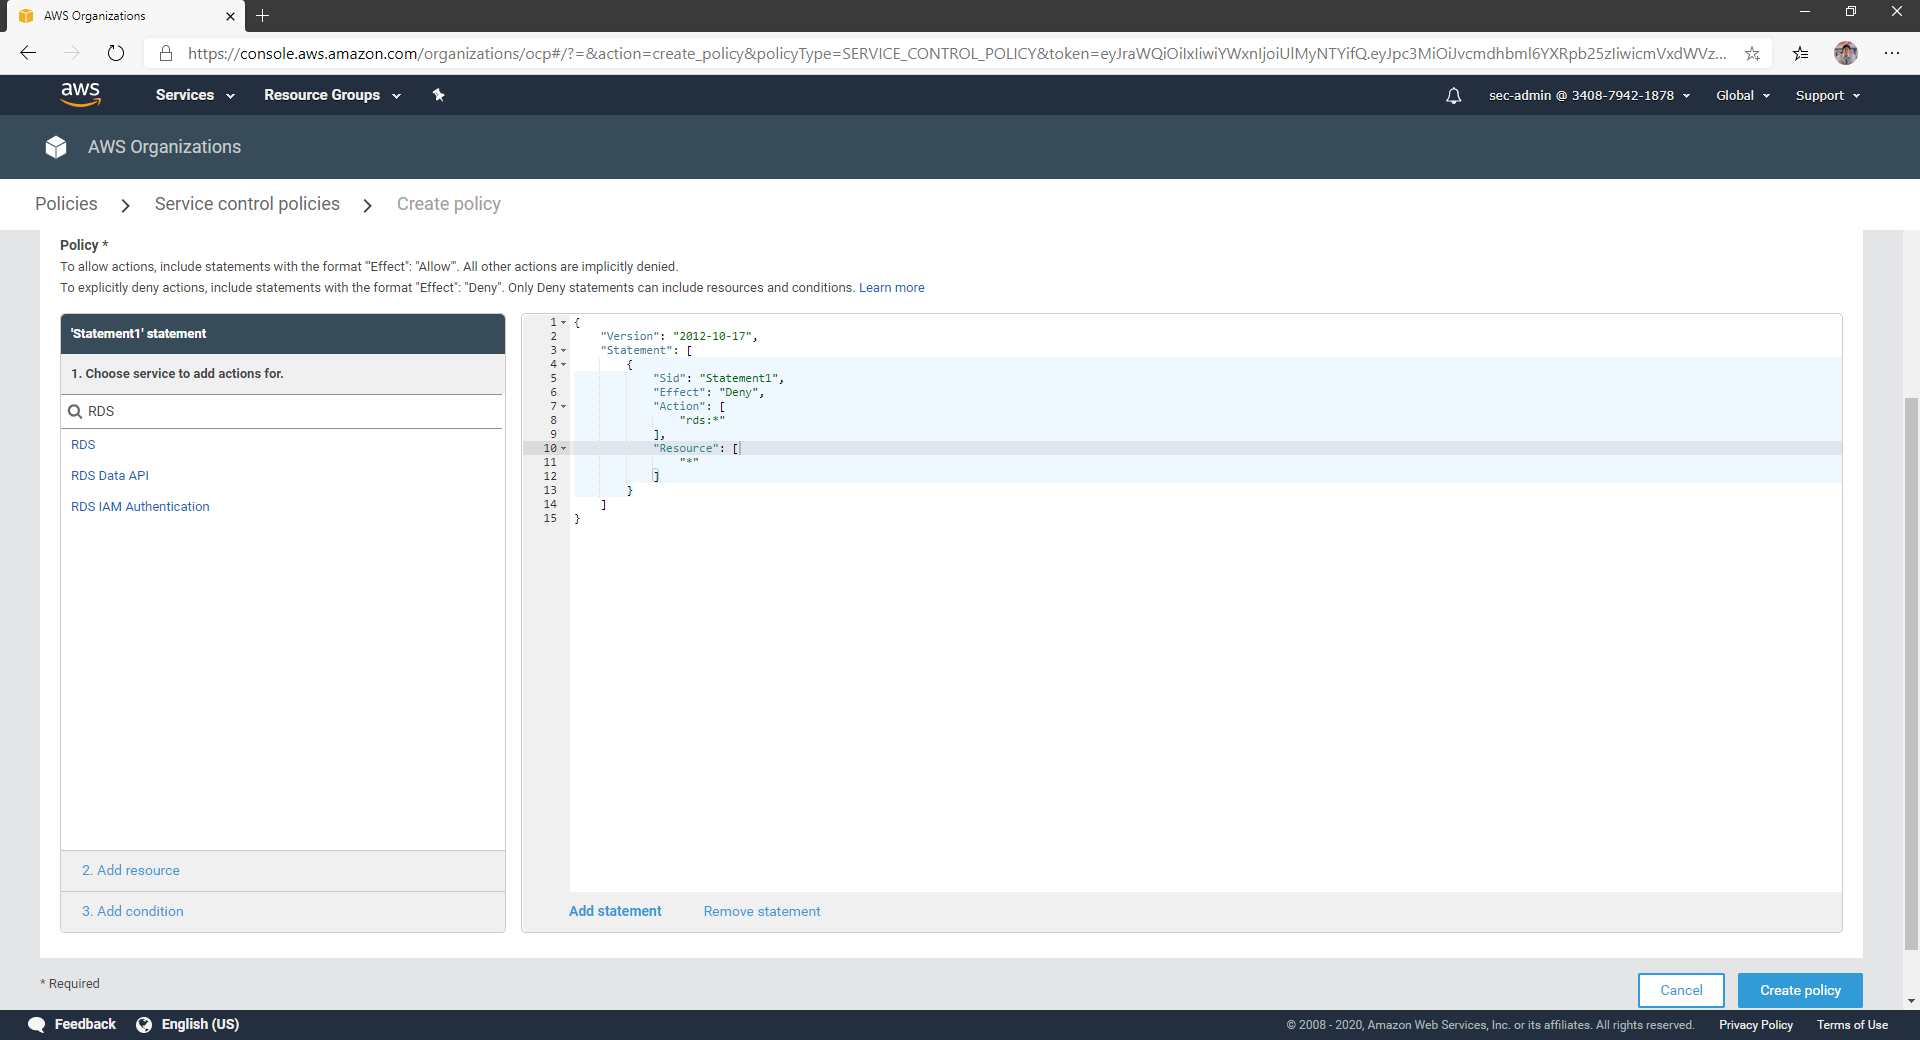 AWS Organizations
https://console.aws.amazon.com/organizations/ocp#/?=&action=create_policy&policyType=SERVICE_CONTROL_POLICY&token=eyJraWQiOiIxIiwiYWxnIjoiUlMyNTYifQ.eyJpc3MiOiJvcmdhbml6YXRpb25zIiwicmVxdWVz...
aws Services Resource Groups sec-admin @ 3408-7942-1878 Global Support
AWS Organizations
Policies > Service control policies > Create policy
Policy *
To allow actions, include statements with the format "'Effect": "Allow'". All other actions are implicitly denied.
To explicitly deny actions, include statements with the format "Effect": "Deny". Only Deny statements can include resources and conditions. Learn more
'Statement1' statement
1. Choose service to add actions for.
RDS
RDS
RDS Data API
RDS IAM Authentication
2. Add resource
3. Add condition
1 {
2 "Version": "2012-10-17",
3 "Statement": [
4 {
5 "Sid": "Statement1",
6 "Effect": "Deny",
7 "Action": [
8 "rds:*"
9 ],
10 "Resource": [
11 "*"
12 ]
13 }
14 ]
15 }
Add statement Remove statement
* Required
Cancel Create policy
Feedback English (US) © 2008 - 2020, Amazon Web Services, Inc. or its affiliates. All rights reserved. Privacy Policy Terms of Use